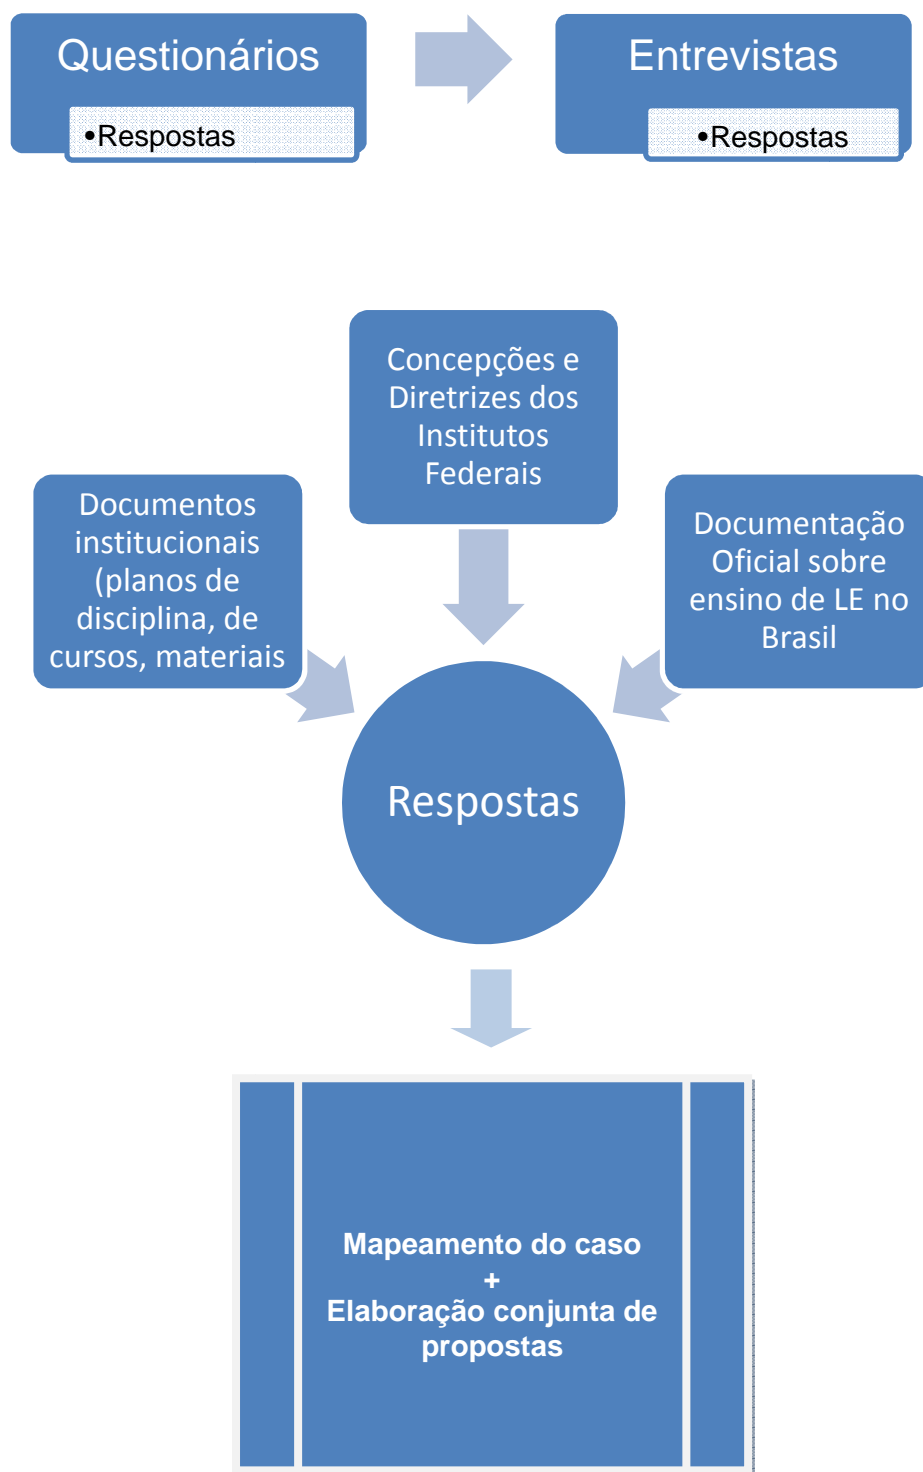 Questionários
•Respostas
Entrevistas
•Respostas
Concepções e
Diretrizes dos
Institutos
Federais
Documentos
institucionais
(planos de
disciplina, de
cursos, materiais
Documentação
Oficial sobre
ensino de LE no
Brasil
Respostas
Mapeamento do caso
+
Elaboração conjunta de
propostas